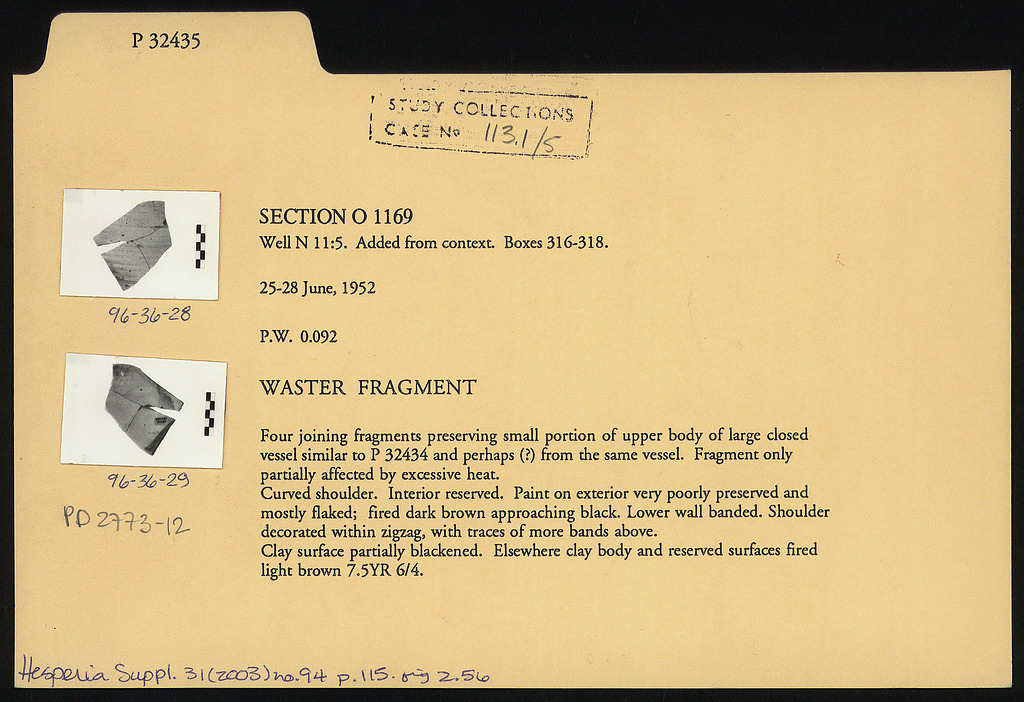 P 32435
STUDY COLLECTIONS
CASE No 113.1/5
SECTION O 1169
Well N 11:5. Added from context. Boxes 316-318.
25-28 June, 1952
96-36-28
P.W. 0.092
WASTER FRAGMENT
Four joining fragments preserving small portion of upper body of large closed
vessel similar to P 32434 and perhaps (?) from the same vessel. Fragment only
partially affected by excessive heat.
Curved shoulder. Interior reserved. Paint on exterior very poorly preserved and
mostly flaked; fired dark brown approaching black. Lower wall banded. Shoulder
decorated within zigzag, with traces of more bands above.
Clay surface partially blackened. Elsewhere clay body and reserved surfaces fired
light brown 7.5YR 6/4.
96-36-29
PD 2773-12
Hesperia Suppl. 31(2003) no. 94 p. 115. fig 2.56